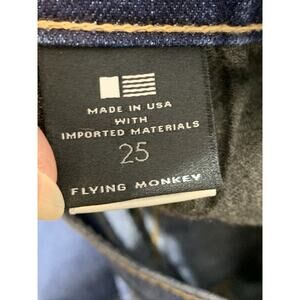 MADE IN USA
WITH
IMPORTED MATERIALS
25
FLYING MONKEY